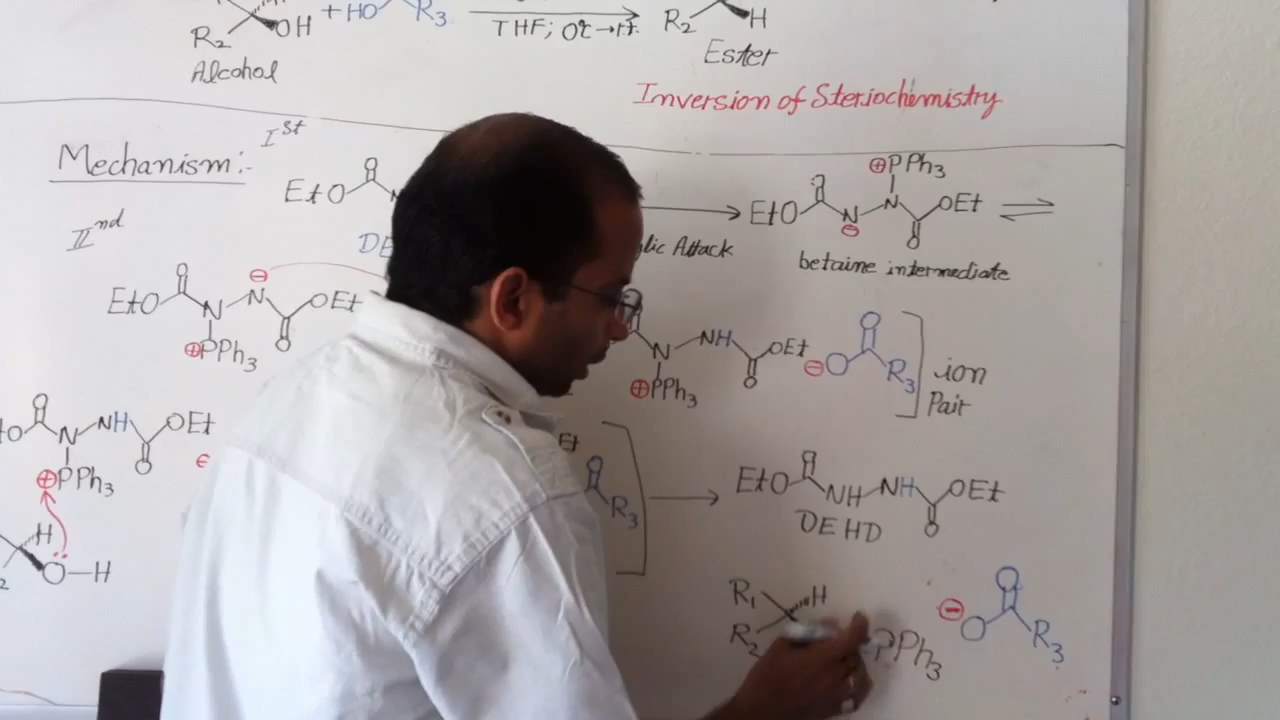 R₂ OH + HO R₃ THF; 0℃→r.t. R₂ H
Alcohol Ester
Inversion of Steriochemistry
Mechanism:- Iˢᵗ
EtO DE lic Attack EtO N ⊖ N ⊕PPh₃ O OEt
betaine intermediate
IIⁿᵈ
EtO O N ⊕PPh₃ N ⊖ O OEt
N ⊕PPh₃ NH O OEt ⊖ O O R₃ ion
Pair
O O N ⊕PPh₃ NH O OEt
Et O R₃
EtO O NH NH O OEt
DEHD
H O–H
R₁ H
R₂ PPh₃ ⊖ O O R₃